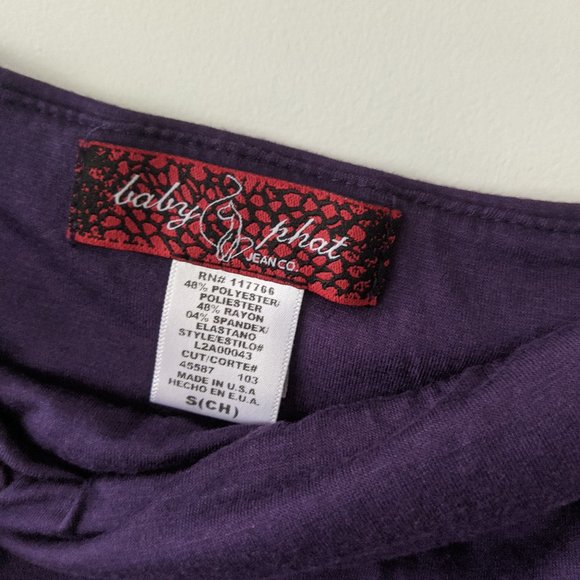 baby phat
JEAN CO.
RN# 117766
48% POLYESTER/
POLIESTER
48% RAYON
04% SPANDEX/
ELASTANO
STYLE/ESTILO#
L2A00043
CUT/CORTE#
45587 103
MADE IN U.S.A
HECHO EN E.U.A.
S(CH)